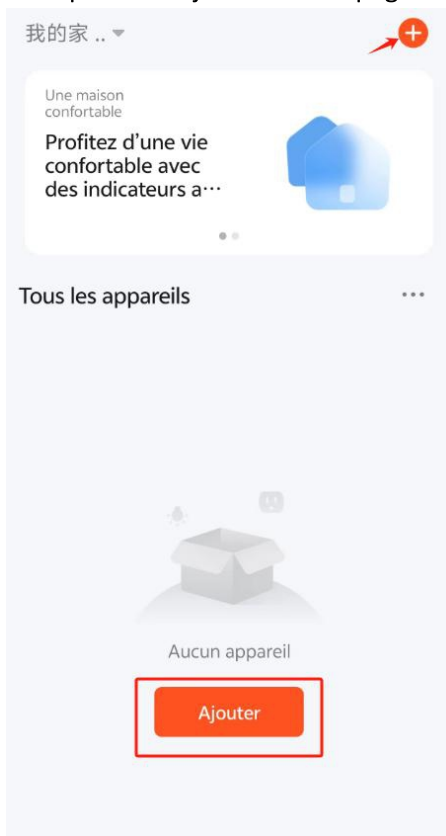 我的家 ..
Une maison
confortable
Profitez d’une vie
confortable avec
des indicateurs a…
Tous les appareils
Aucun appareil
Ajouter